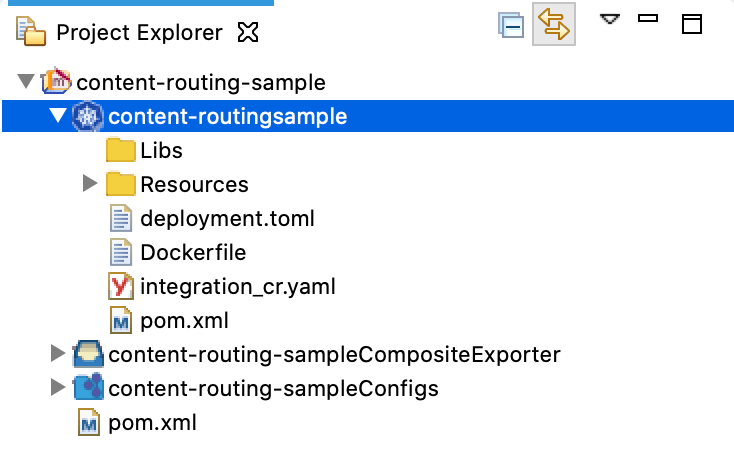 Project Explorer
content-routing-sample
content-routingsample
Libs
Resources
deployment.toml
Dockerfile
integration_cr.yaml
pom.xml
content-routing-sampleCompositeExporter
content-routing-sampleConfigs
pom.xml